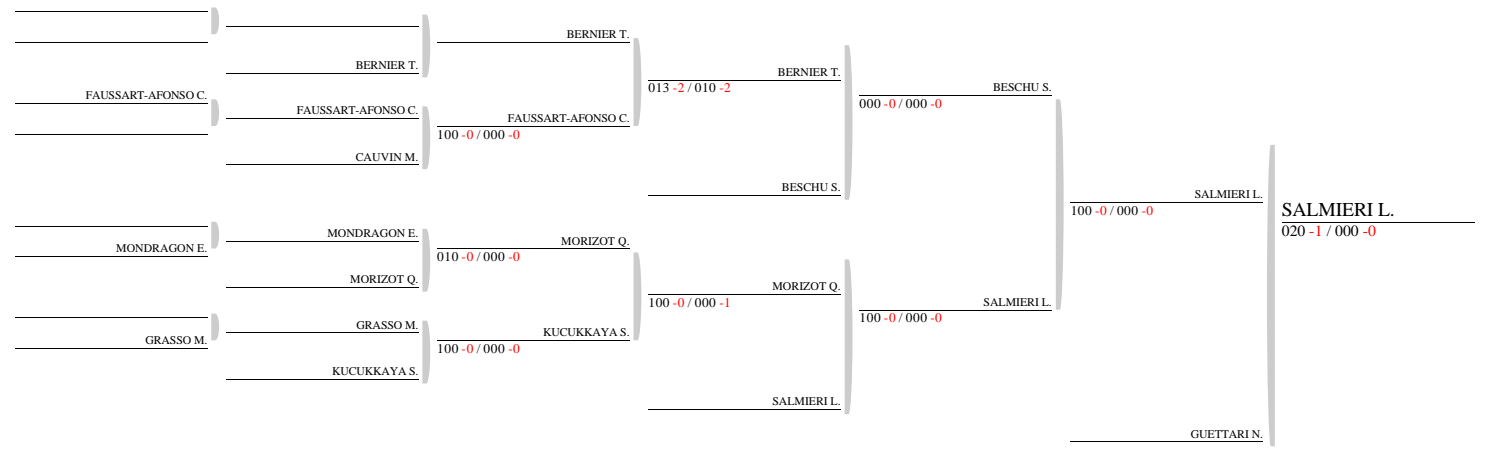 FAUSSART-AFONSO C.
MONDRAGON E.
GRASSO M.
BERNIER T.
FAUSSART-AFONSO C.
CAUVIN M.
MONDRAGON E.
MORIZOT Q.
GRASSO M.
KUCUKKAYA S.
BERNIER T.
FAUSSART-AFONSO C.
100 -0 / 000 -0
MORIZOT Q.
010 -0 / 000 -0
KUCUKKAYA S.
100 -0 / 000 -0
BERNIER T.
013 -2 / 010 -2
BESCHU S.
MORIZOT Q.
100 -0 / 000 -1
SALMIERI L.
BESCHU S.
000 -0 / 000 -0
SALMIERI L.
100 -0 / 000 -0
SALMIERI L.
100 -0 / 000 -0
GUETTARI N.
SALMIERI L.
020 -1 / 000 -0